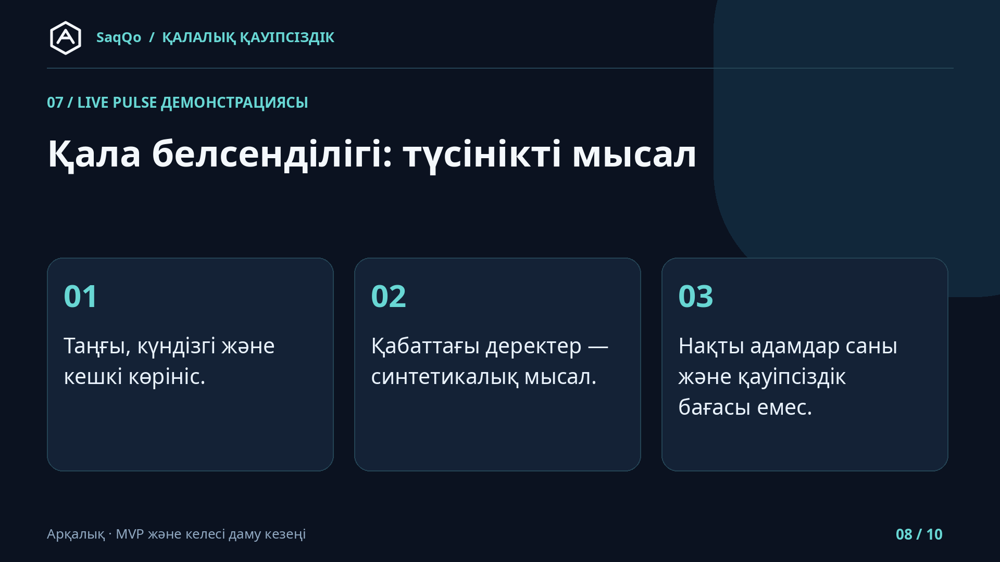 SaqQo / ҚАЛАЛЫҚ ҚАУІПСІЗДІК
07 / LIVE PULSE ДЕМОНСТРАЦИЯСЫ
Қала белсенділігі: түсінікті мысал
01
Таңғы, күндізгі және
кешкі көрініс.
02
Қабаттағы деректер —
синтетикалық мысал.
03
Нақты адамдар саны
және қауіпсіздік
бағасы емес.
Арқалық · MVP және келесі даму кезеңі
08 / 10